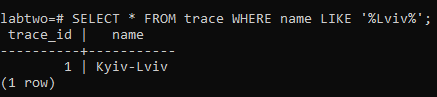 labtwo=# SELECT * FROM trace WHERE name LIKE '%Lviv%';
 trace_id |   name
----------+-----------
        1 | Kyiv-Lviv
(1 row)